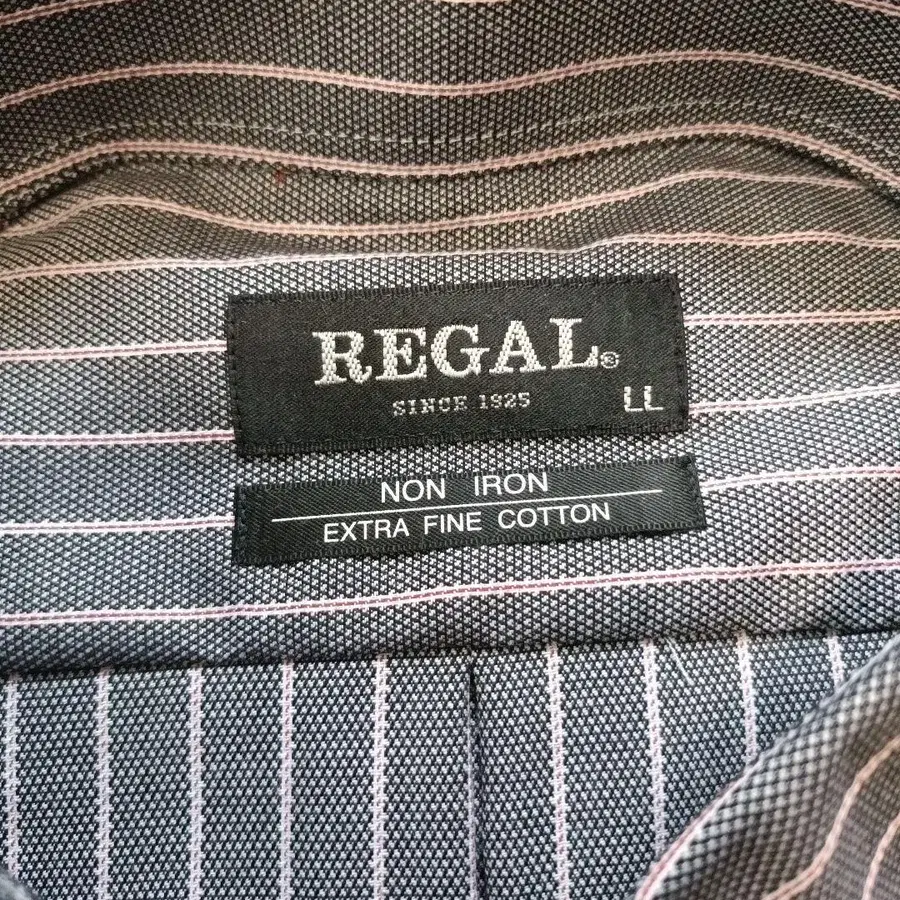 REGAL®
SINCE 1925 LL
NON IRON
EXTRA FINE COTTON